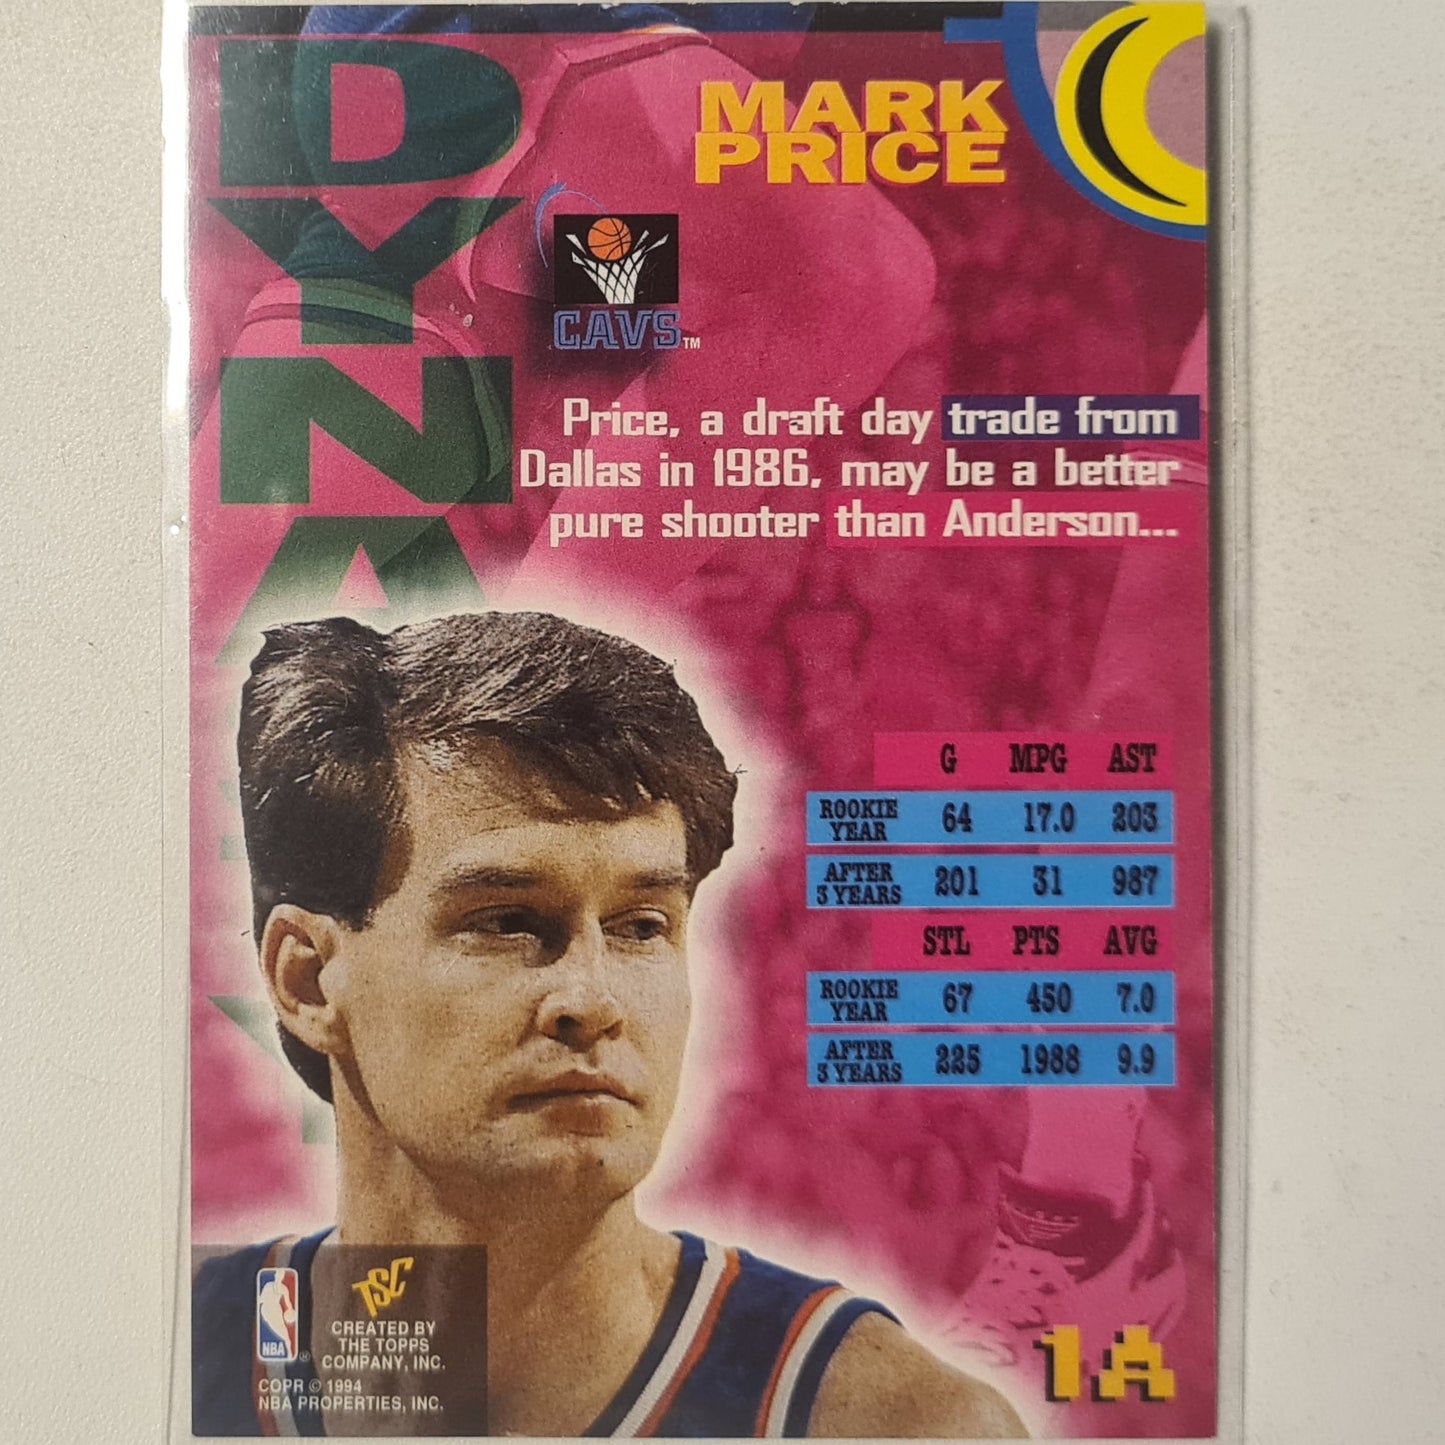 DYNA
MARK
PRICE
CAVS™
Price, a draft day trade from
Dallas in 1986, may be a better
pure shooter than Anderson...
G MPG AST
ROOKIE YEAR 64 17.0 203
AFTER 3 YEARS 201 31 987
STL PTS AVG
ROOKIE YEAR 67 450 7.0
AFTER 3 YEARS 225 1988 9.9
NBA ®
TSC
CREATED BY
THE TOPPS
COMPANY, INC.
COPR © 1994
NBA PROPERTIES, INC.
1A